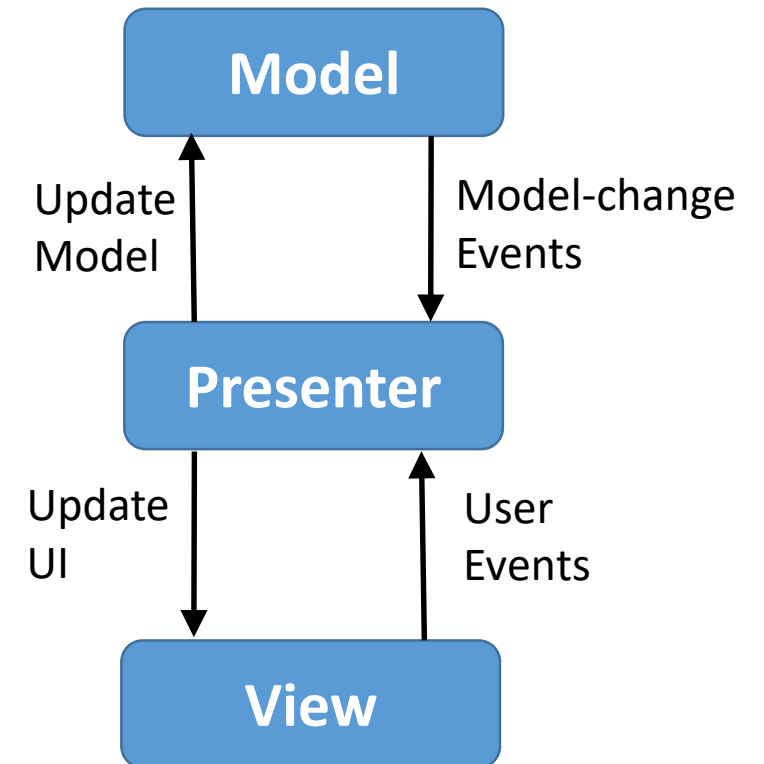 Model
Update
Model
Model-change
Events
Presenter
Update
UI
User
Events
View